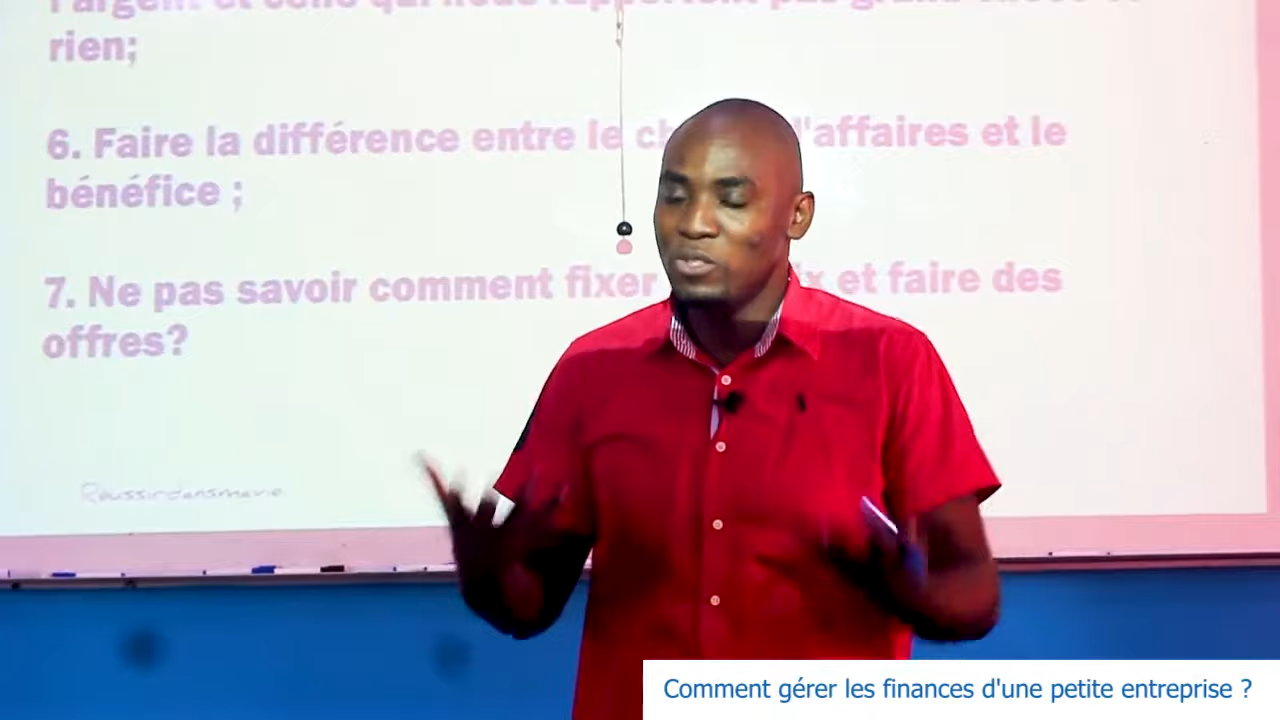 rien;
6. Faire la différence entre le d'affaires et le
bénéfice ;
7. Ne pas savoir comment fixer et faire des
offres?
Reussirdansmavie
Comment gérer les finances d'une petite entreprise ?